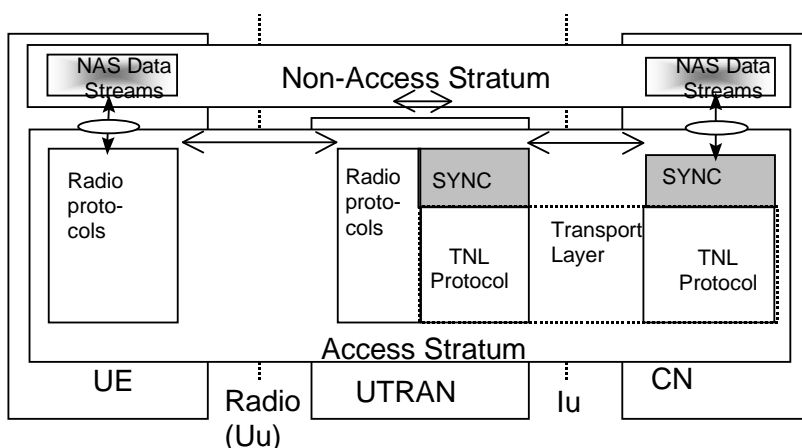 NAS Data
Streams
Non-Access Stratum
NAS Data
Streams
Radio
proto-
cols
Radio
proto-
cols
SYNC
TNL
Protocol
Transport
Layer
SYNC
TNL
Protocol
Access Stratum
UE
Radio
(Uu)
UTRAN
Iu
CN